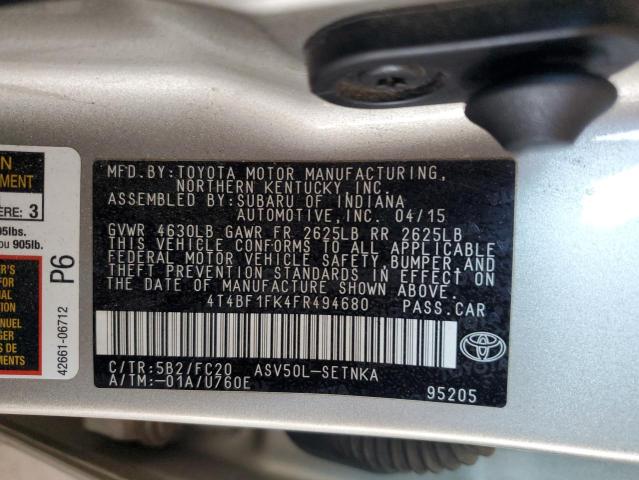 N
EMENT
ERE: 3
905lb.
P6
42661-06712
MFD.BY:TOYOTA MOTOR MANUFACTURING,
NORTHERN KENTUCKY,INC.
ASSEMBLED BY:SUBARU OF INDIANA
AUTOMOTIVE,INC. 04/15
GVWR 4630LB GAWR FR 2625LB RR 2625LB
THIS VEHICLE CONFORMS TO ALL APPLICABLE
FEDERAL MOTOR VEHICLE SAFETY,BUMPER,AND
THEFT PREVENTION STANDARDS IN EFFECT ON
THE DATE OF MANUFACTURE SHOWN ABOVE.
4T4BF1FK4FR494680 PASS.CAR
C/TR:5B2/FC20 ASV50L-SETNKA
A/TM:-01A/U760E
95205
TOYOTA